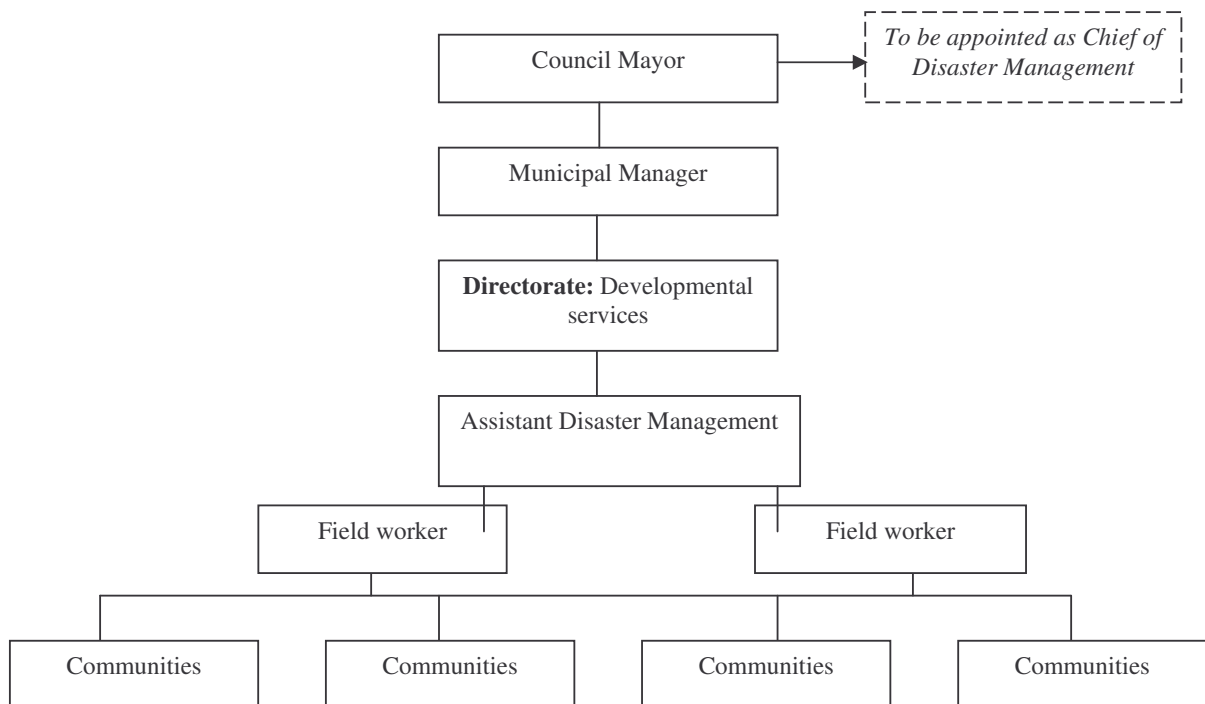 Council Mayor
To be appointed as Chief of
Disaster Management
Municipal Manager
Directorate: Developmental
services
Assistant Disaster Management
Field worker
Field worker
Communities
Communities
Communities
Communities